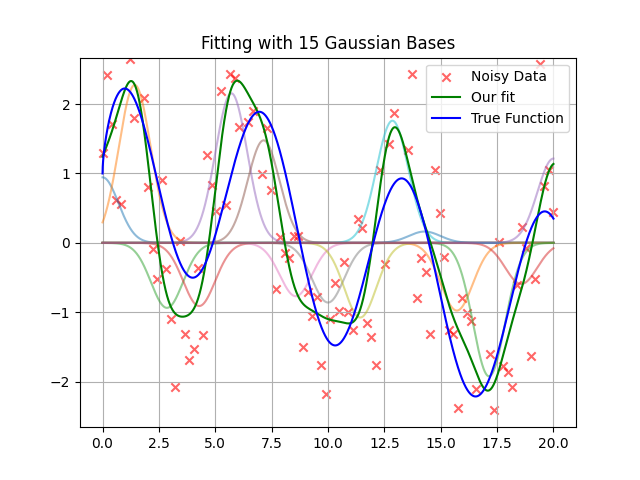 Fitting with 15 Gaussian Bases
Noisy Data
Our fit
True Function
2
1
0
−1
−2
0.0 2.5 5.0 7.5 10.0 12.5 15.0 17.5 20.0